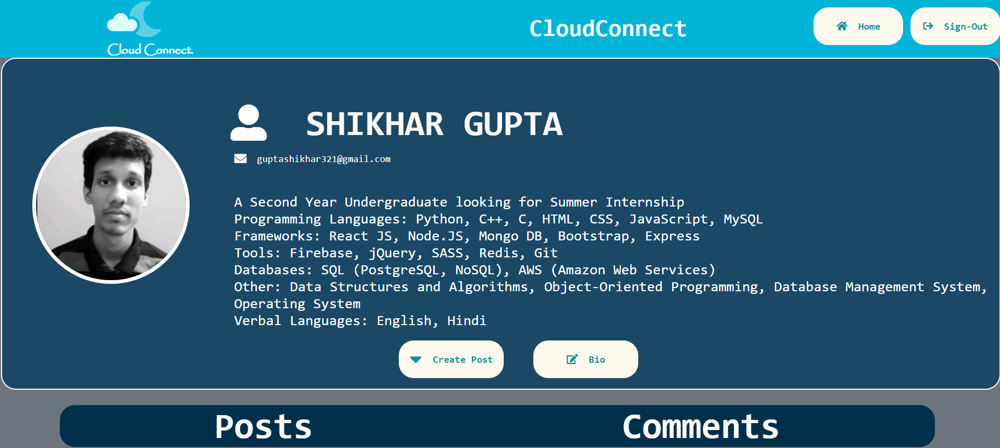 Cloud Connect.
CloudConnect
Home
Sign-Out
SHIKHAR GUPTA
guptashikhar321@gmail.com
A Second Year Undergraduate looking for Summer Internship
Programming Languages: Python, C++, C, HTML, CSS, JavaScript, MySQL
Frameworks: React JS, Node.JS, Mongo DB, Bootstrap, Express
Tools: Firebase, jQuery, SASS, Redis, Git
Databases: SQL (PostgreSQL, NoSQL), AWS (Amazon Web Services)
Other: Data Structures and Algorithms, Object-Oriented Programming, Database Management System,
Operating System
Verbal Languages: English, Hindi
Create Post
Bio
Posts
Comments